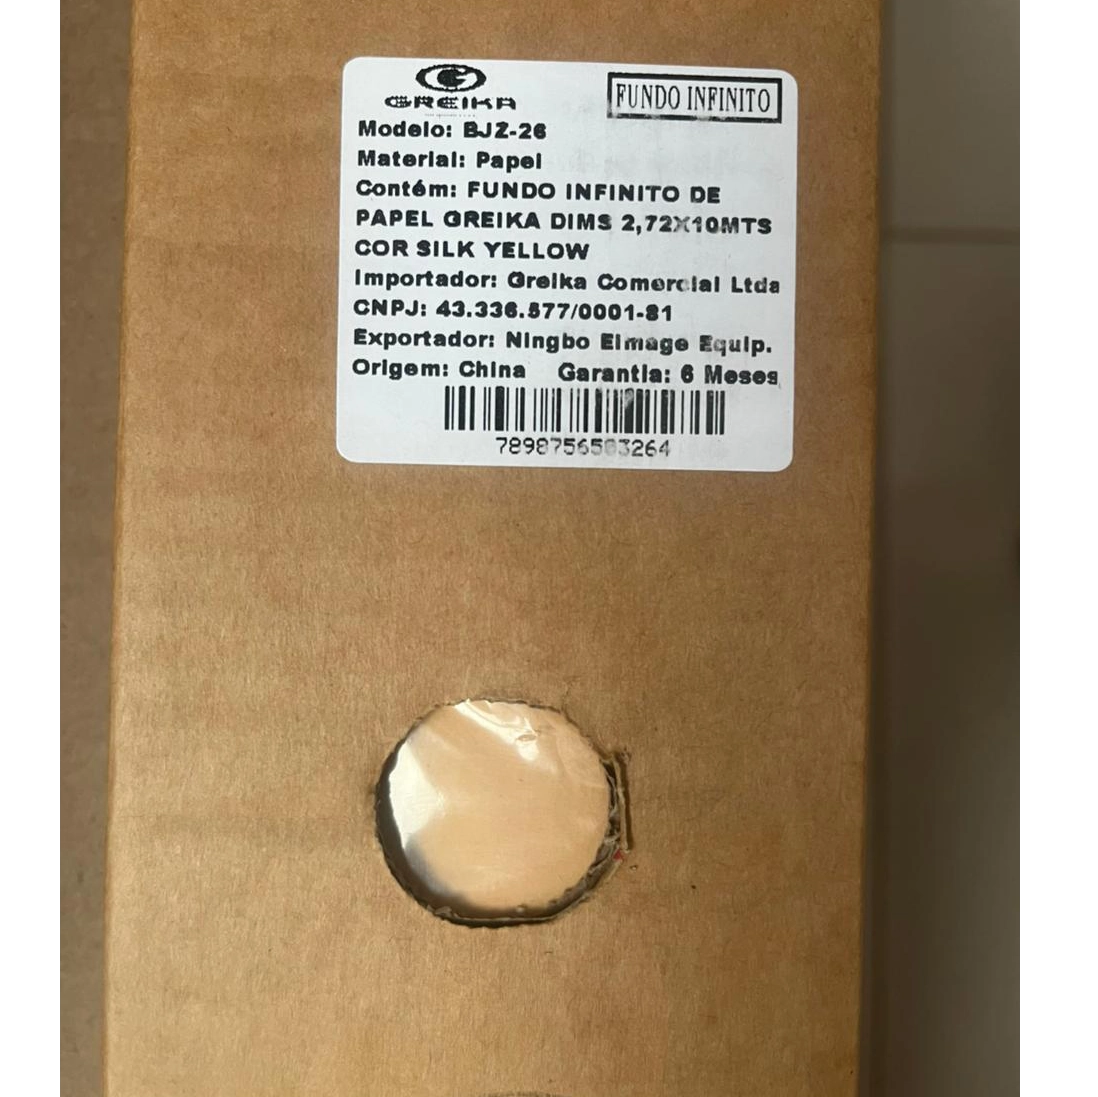 GREIKA
FUNDO INFINITO
Modelo: BJZ-26
Material: Papel
Contém: FUNDO INFINITO DE
PAPEL GREIKA DIMS 2,72X10MTS
COR SILK YELLOW
Importador: Greika Comercial Ltda
CNPJ: 43.336.577/0001-81
Exportador: Ningbo Eimage Equip.
Origem: China Garantia: 6 Meses
7898756503264